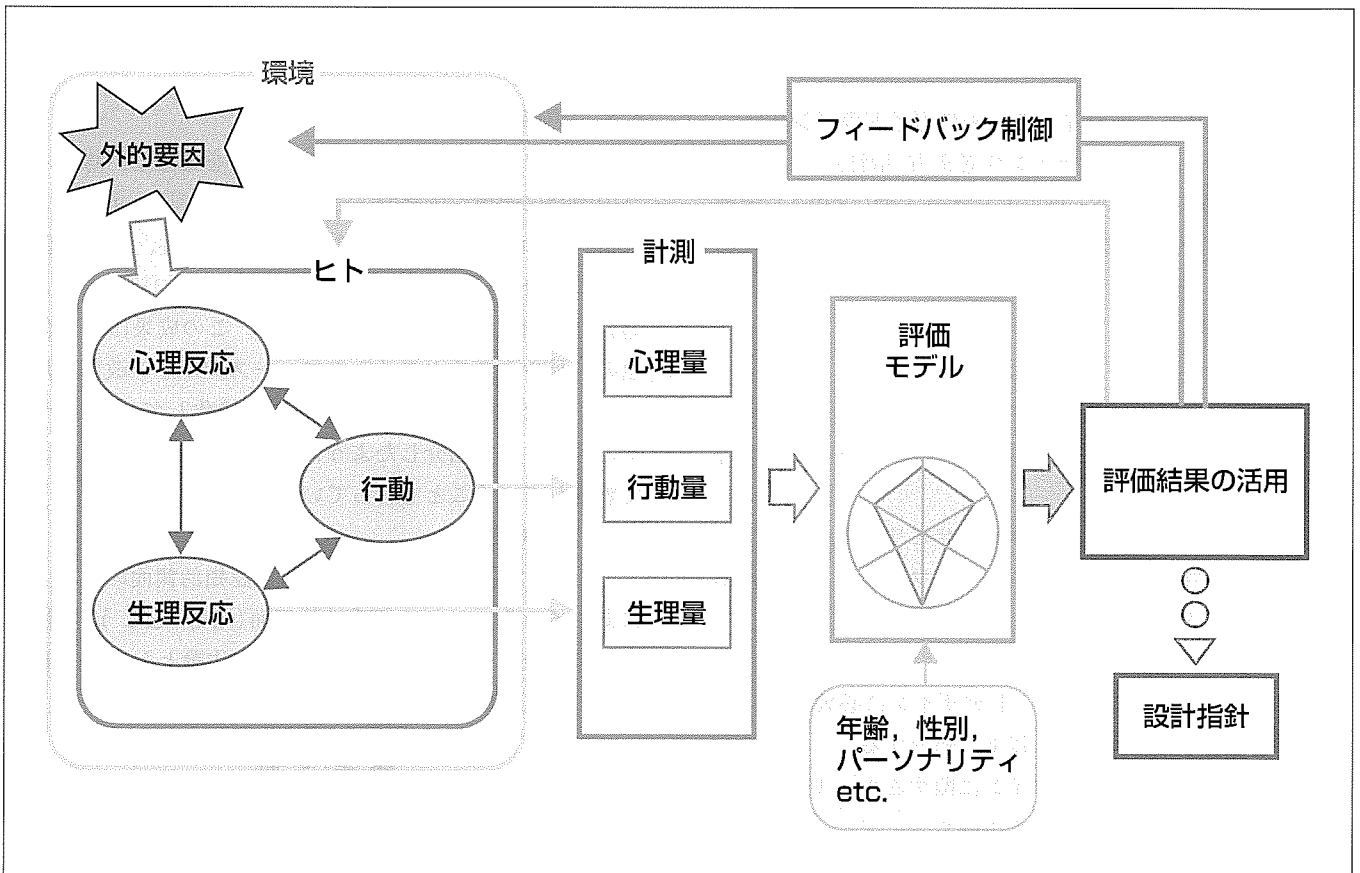 環境
外的要因
フィードバック制御
ヒト
計測
心理反応
行動
生理反応
心理量
行動量
生理量
評価
モデル
評価結果の活用
年齢，性別，
パーソナリティ
etc.
設計指針